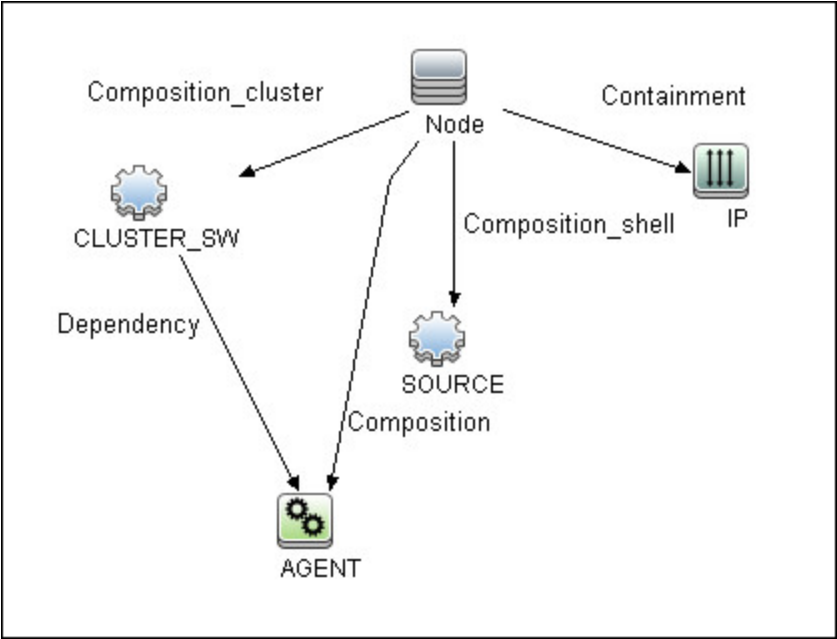 Composition_cluster
Containment
Node
IP
Composition_shell
CLUSTER_SW
Dependency
SOURCE
Composition
AGENT